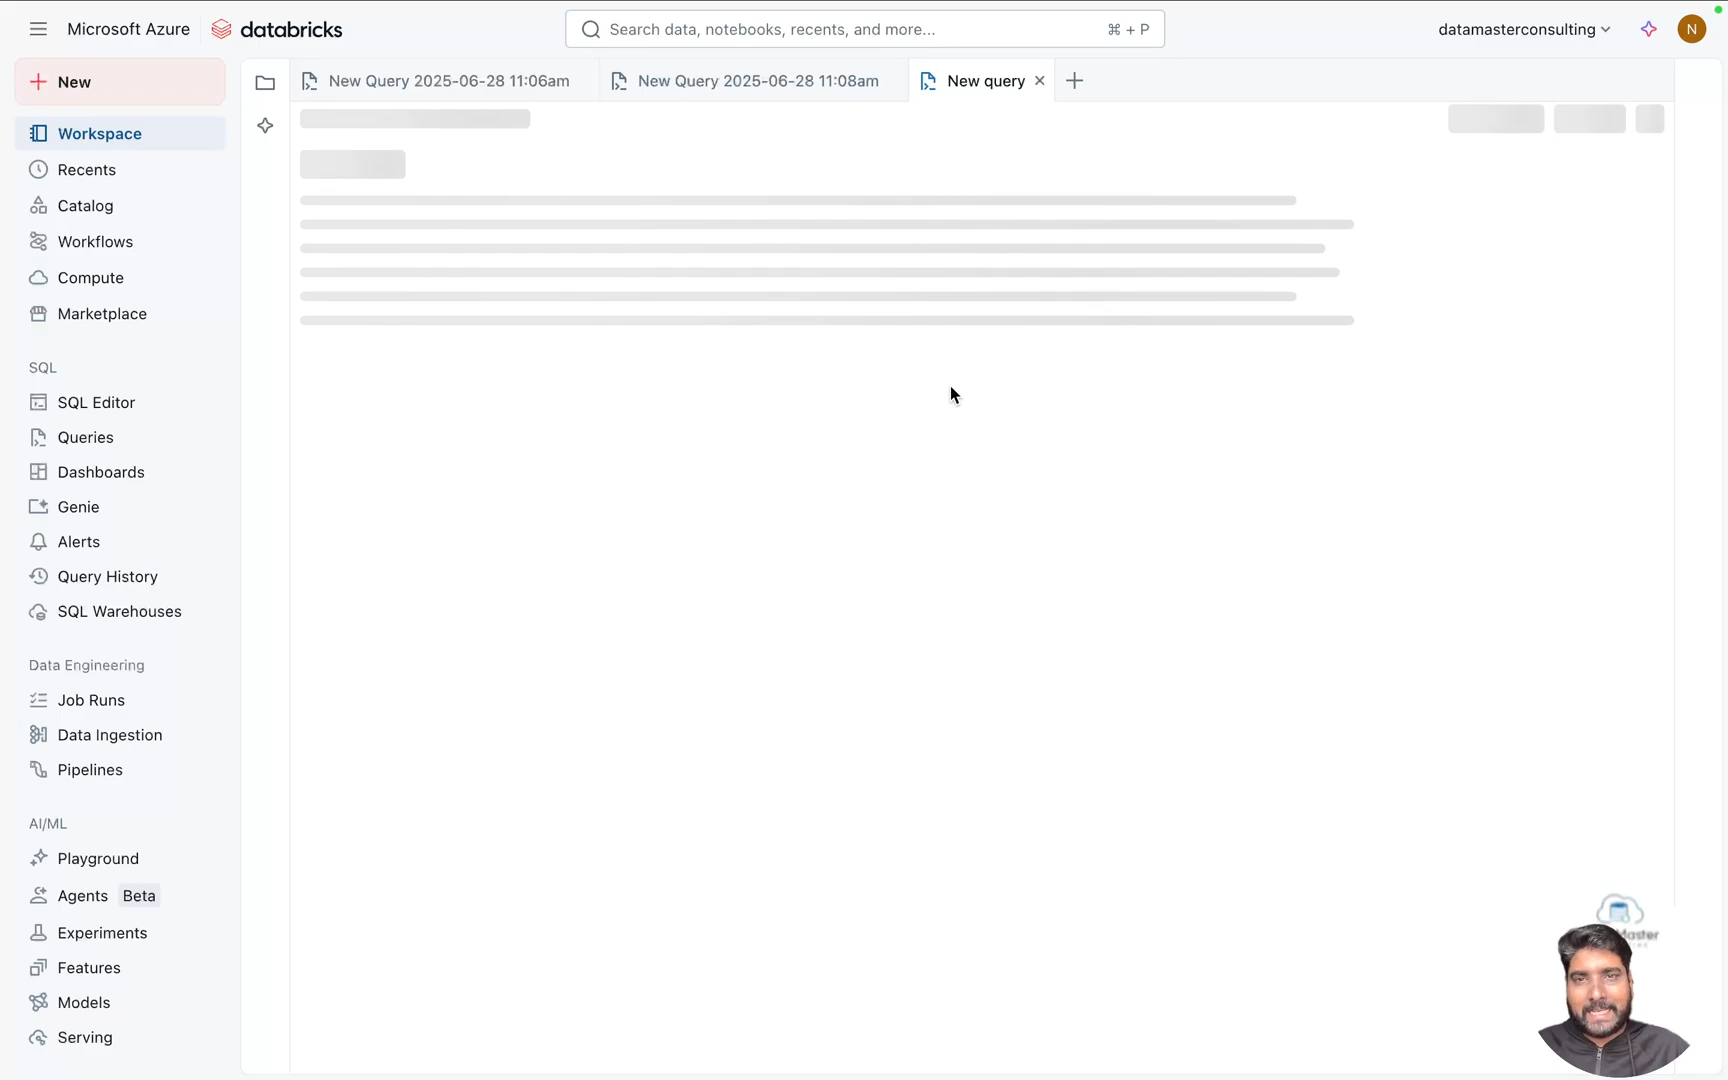 Microsoft Azure
databricks
Search data, notebooks, recents, and more...
⌘ + P
datamasterconsulting
N
New
New Query 2025-06-28 11:06am
New Query 2025-06-28 11:08am
New query
Workspace
Recents
Catalog
Workflows
Compute
Marketplace
SQL
SQL Editor
Queries
Dashboards
Genie
Alerts
Query History
SQL Warehouses
Data Engineering
Job Runs
Data Ingestion
Pipelines
AI/ML
Playground
Agents Beta
Experiments
Features
Models
Serving